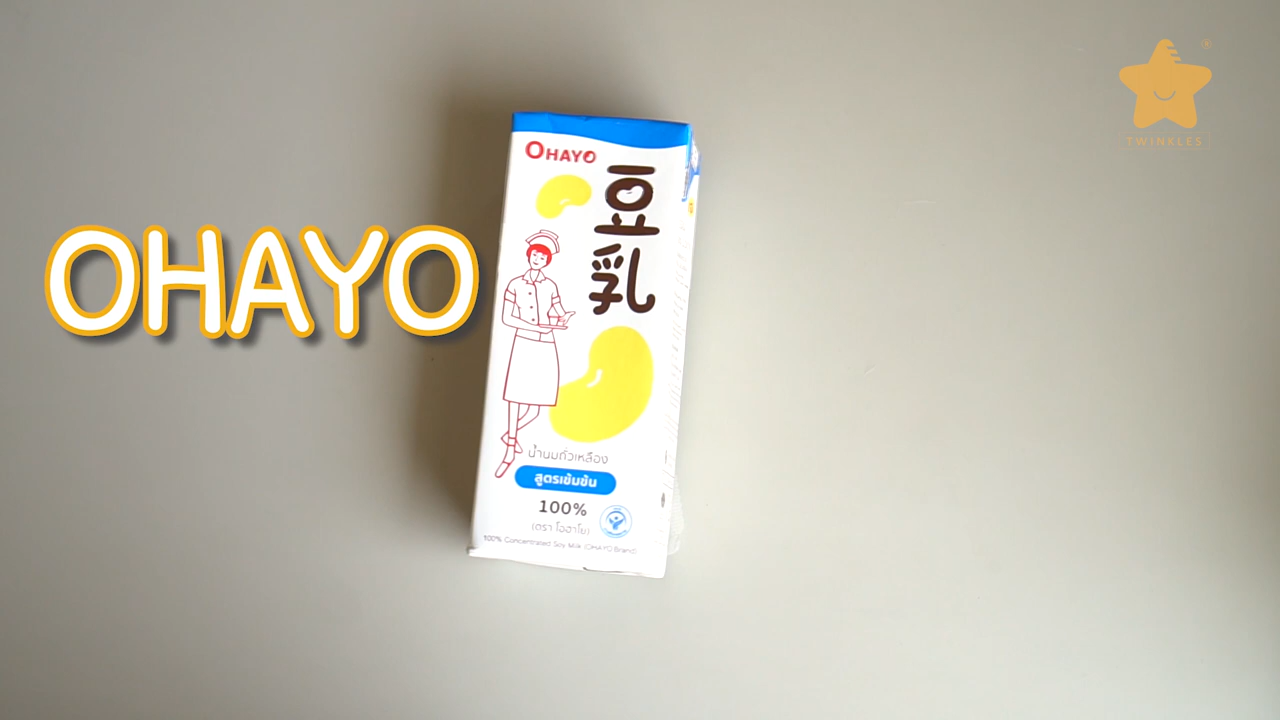 OHAYO
OHAYO
豆乳
น้ำนมถั่วเหลือง
สูตรเข้มข้น
100%
(ตรา โอฮาโย)
100% Concentrated Soy Milk (OHAYO Brand)
TWINKLES